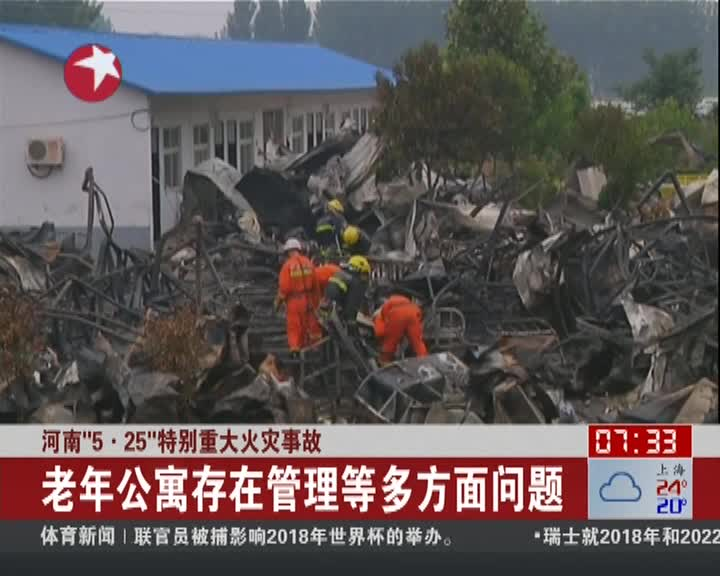 河南"5·25"特别重大火灾事故
07:33
老年公寓存在管理等多方面问题
上海
24°
20°
体育新闻｜联官员被捕影响2018年世界杯的举办。 ▪瑞士就2018年和2022